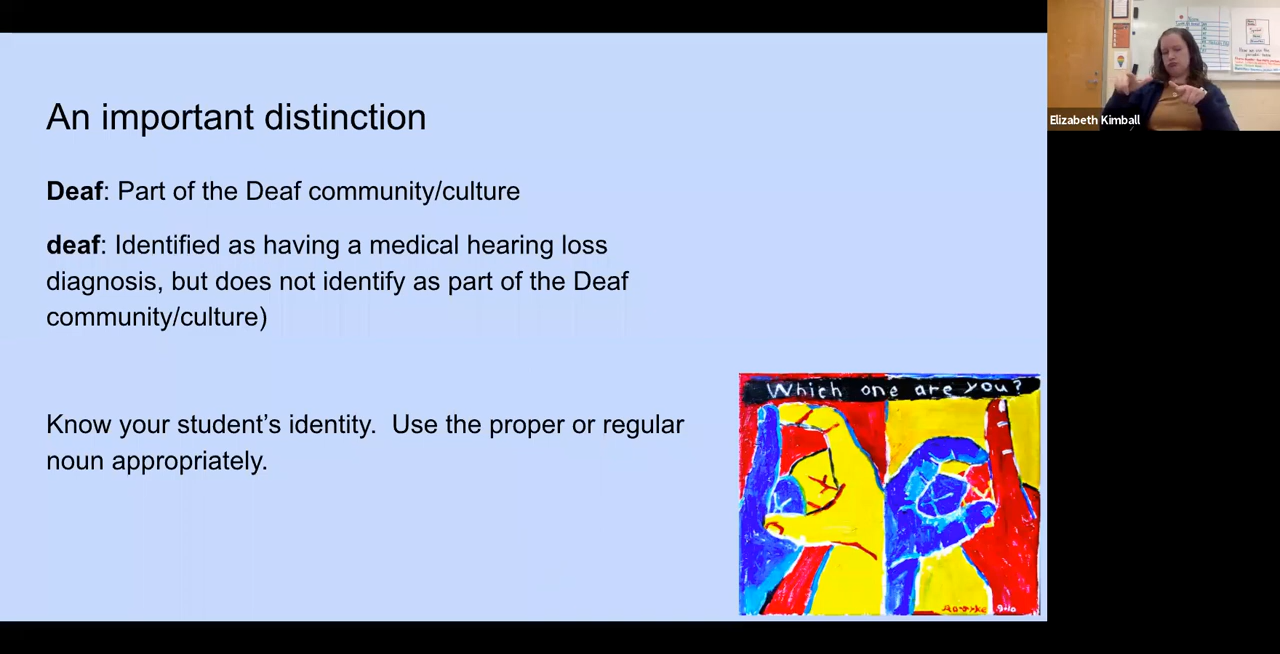 An important distinction
Deaf: Part of the Deaf community/culture
deaf: Identified as having a medical hearing loss
diagnosis, but does not identify as part of the Deaf
community/culture)
Know your student’s identity.  Use the proper or regular
noun appropriately.
Which one are you?
Elizabeth Kimball